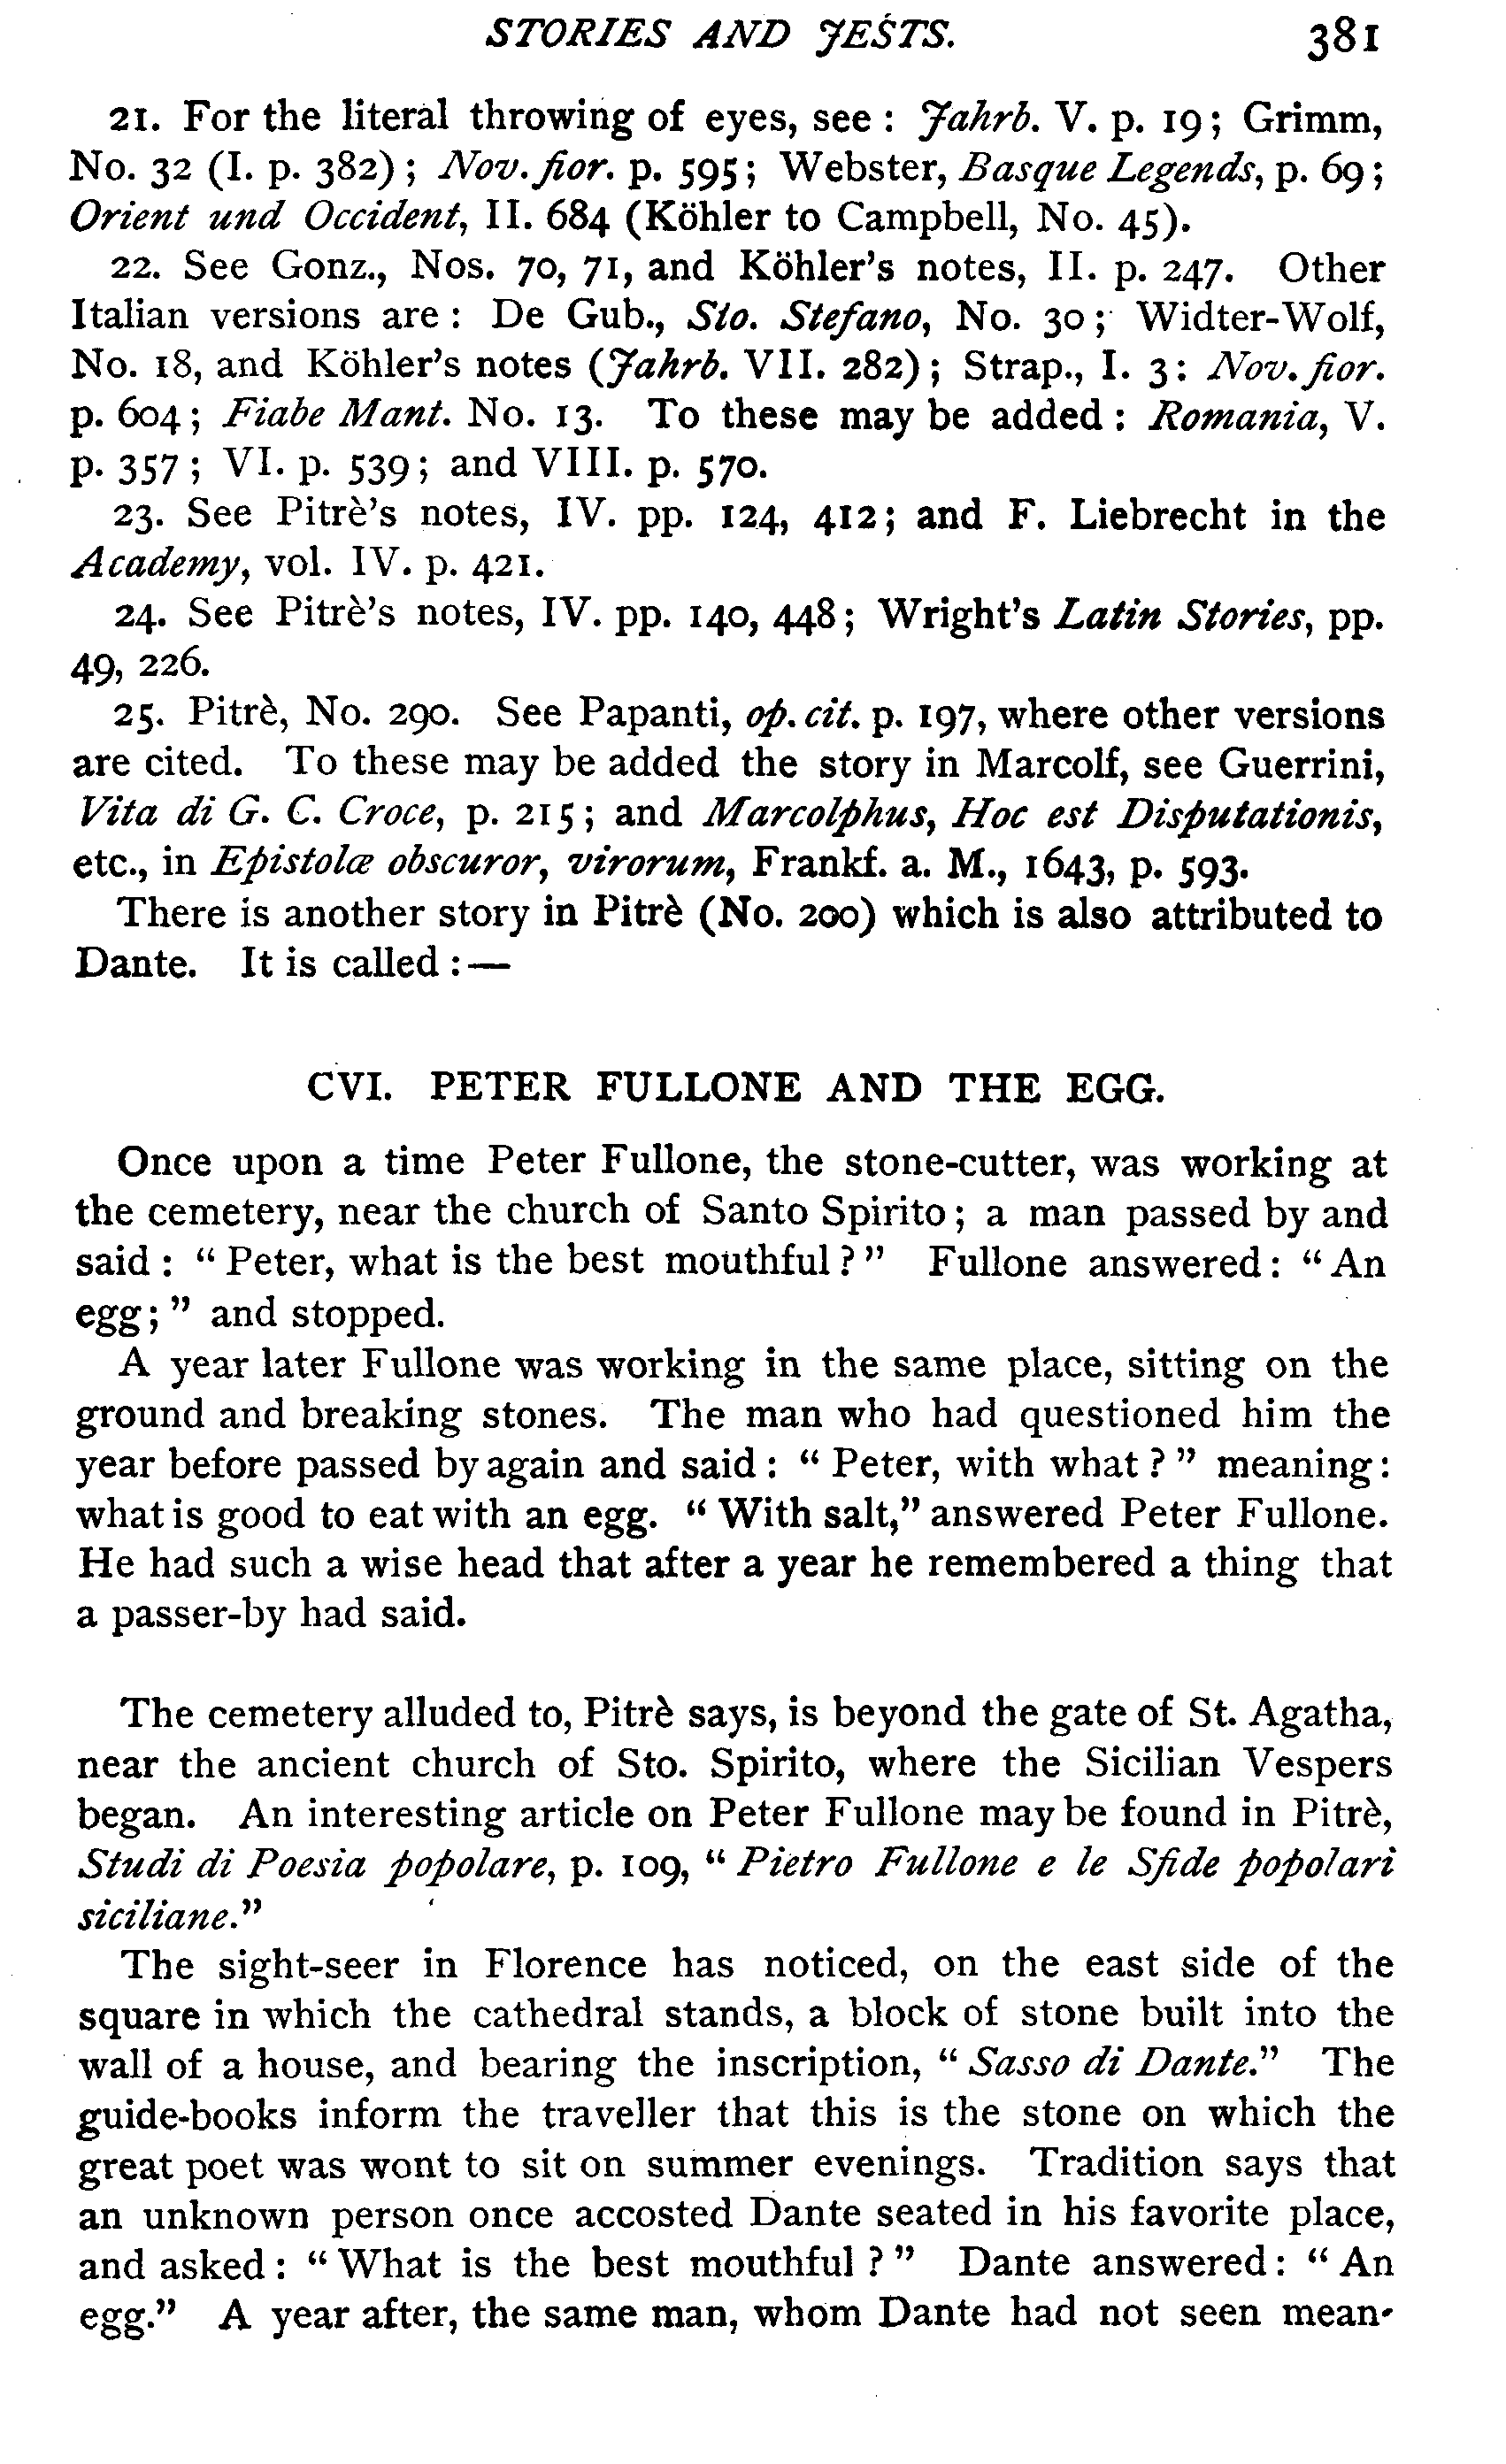 STORIES AND JESTS. 381
21. For the literal throwing of eyes, see : Jahrb. V. p. 19 ; Grimm,
No. 32 (I. p. 382) ; Nov. fior. p. 595 ; Webster, Basque Legends, p. 69 ;
Orient und Occident, II. 684 (Köhler to Campbell, No. 45).
22. See Gonz., Nos. 70, 71, and Köhler's notes, II. p. 247. Other
Italian versions are : De Gub., Sto. Stefano, No. 30 ; Widter-Wolf,
No. 18, and Köhler's notes (Jahrb. VII. 282) ; Strap., I. 3 : Nov. fior.
p. 604 ; Fiabe Mant. No. 13. To these may be added : Romania, V.
p. 357 ; VI. p. 539 ; and VIII. p. 570.
23. See Pitrè's notes, IV. pp. 124, 412 ; and F. Liebrecht in the
Academy, vol. IV. p. 421.
24. See Pitrè's notes, IV. pp. 140, 448 ; Wright's Latin Stories, pp.
49, 226.
25. Pitrè, No. 290. See Papanti, op. cit. p. 197, where other versions
are cited. To these may be added the story in Marcolf, see Guerrini,
Vita di G. C. Croce, p. 215 ; and Marcolphus, Hoc est Disputationis,
etc., in Epistolæ obscuror, virorum, Frankf. a. M., 1643, p. 593.
There is another story in Pitrè (No. 200) which is also attributed to
Dante. It is called : —
CVI. PETER FULLONE AND THE EGG.
Once upon a time Peter Fullone, the stone-cutter, was working at
the cemetery, near the church of Santo Spirito ; a man passed by and
said : " Peter, what is the best mouthful ? " Fullone answered : " An
egg ; " and stopped.
A year later Fullone was working in the same place, sitting on the
ground and breaking stones. The man who had questioned him the
year before passed by again and said : " Peter, with what ? " meaning :
what is good to eat with an egg. " With salt," answered Peter Fullone.
He had such a wise head that after a year he remembered a thing that
a passer-by had said.
The cemetery alluded to, Pitrè says, is beyond the gate of St. Agatha,
near the ancient church of Sto. Spirito, where the Sicilian Vespers
began. An interesting article on Peter Fullone may be found in Pitrè,
Studi di Poesia popolare, p. 109, " Pietro Fullone e le Sfide popolari
siciliane."
The sight-seer in Florence has noticed, on the east side of the
square in which the cathedral stands, a block of stone built into the
wall of a house, and bearing the inscription, " Sasso di Dante." The
guide-books inform the traveller that this is the stone on which the
great poet was wont to sit on summer evenings. Tradition says that
an unknown person once accosted Dante seated in his favorite place,
and asked : " What is the best mouthful ? " Dante answered : " An
egg." A year after, the same man, whom Dante had not seen mean-